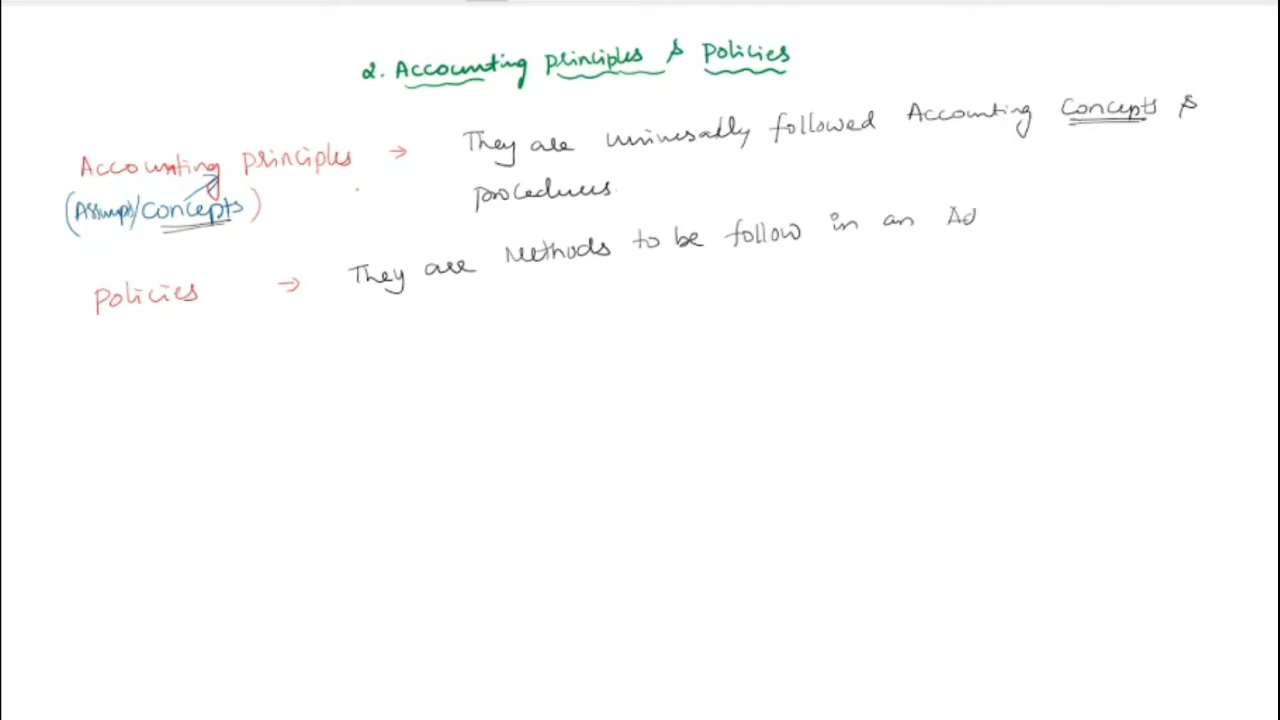 2. Accounting principles & policies
Accounting principles → They are universally followed Accounting Concepts &
(Assump/Concepts)
procedures.
policies → They are Methods to be follow in an Ad